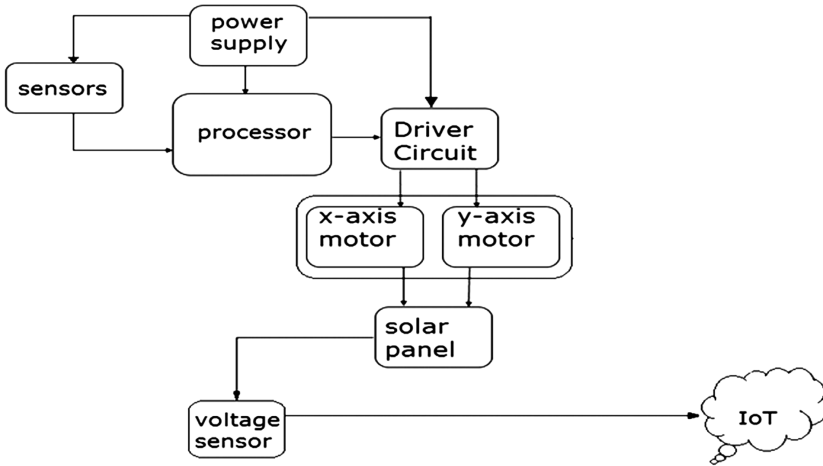 power
supply
sensors
processor
Driver
Circuit
x-axis
motor
y-axis
motor
solar
panel
voltage
sensor
IoT